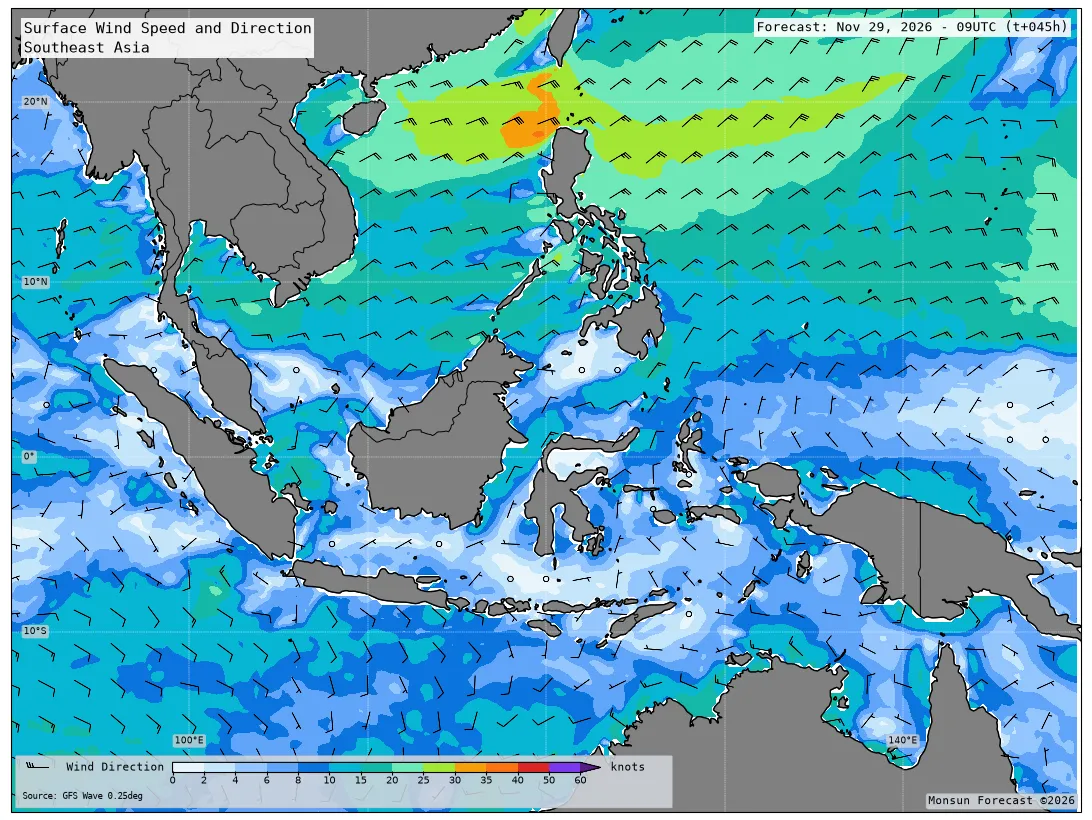 Surface Wind Speed and Direction
Southeast Asia
Forecast: Nov 29, 2026 - 09UTC (t+045h)
20°N
10°N
0°
10°S
100°E
140°E
Wind Direction
0 2 4 6 8 10 15 20 25 30 35 40 50 60
knots
Source: GFS Wave 0.25deg
Monsun Forecast ©2026